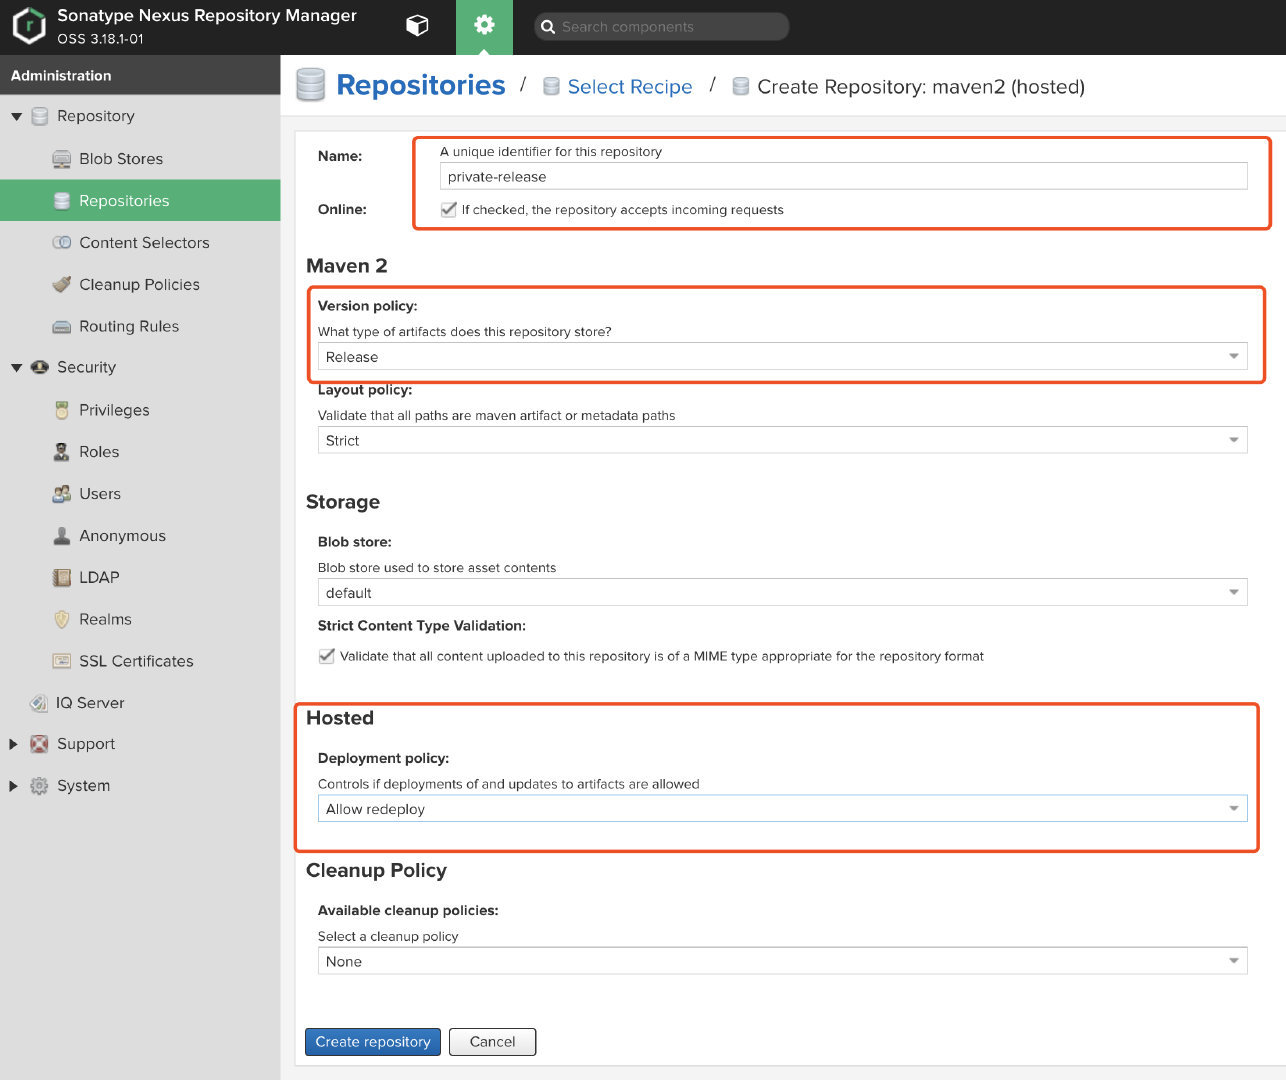 Sonatype Nexus Repository Manager
OSS 3.18.1-01
Search components
Administration
Repository
Blob Stores
Repositories
Content Selectors
Cleanup Policies
Routing Rules
Security
Privileges
Roles
Users
Anonymous
LDAP
Realms
SSL Certificates
IQ Server
Support
System
Repositories / Select Recipe / Create Repository: maven2 (hosted)
Name:
A unique identifier for this repository
private-release
Online:
If checked, the repository accepts incoming requests
Maven 2
Version policy:
What type of artifacts does this repository store?
Release
Layout policy:
Validate that all paths are maven artifact or metadata paths
Strict
Storage
Blob store:
Blob store used to store asset contents
default
Strict Content Type Validation:
Validate that all content uploaded to this repository is of a MIME type appropriate for the repository format
Hosted
Deployment policy:
Controls if deployments of and updates to artifacts are allowed
Allow redeploy
Cleanup Policy
Available cleanup policies:
Select a cleanup policy
None
Create repository
Cancel